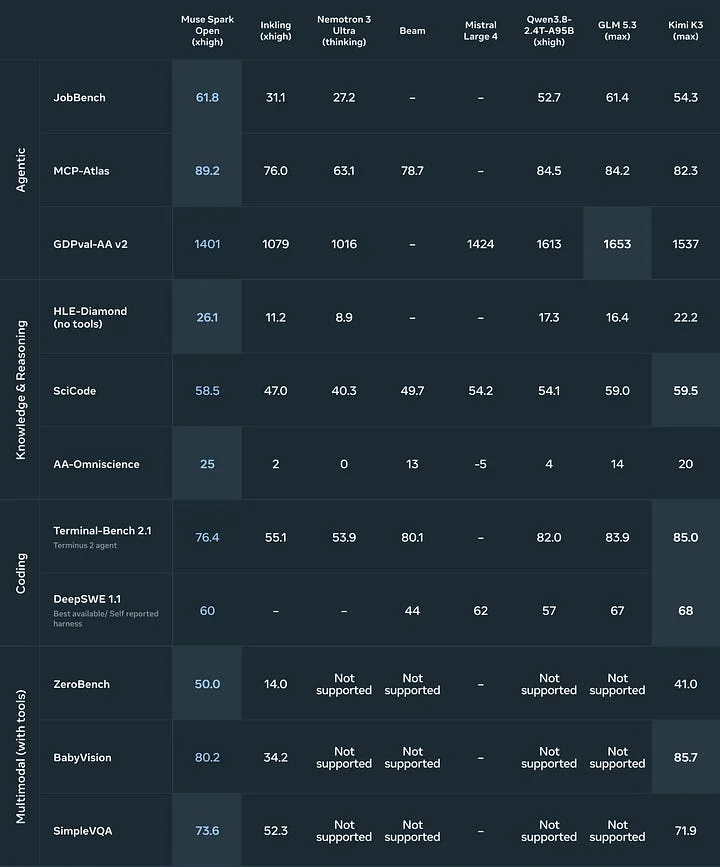 Muse Spark Open (xhigh) Inkling (xhigh) Nemotron 3 Ultra (thinking) Beam Mistral Large 4 Qwen3.8-2.4T-A95B (xhigh) GLM 5.3 (max) Kimi K3 (max)
Agentic
JobBench 61.8 31.1 27.2 – – 52.7 61.4 54.3
MCP-Atlas 89.2 76.0 63.1 78.7 – 84.5 84.2 82.3
GDPval-AA v2 1401 1079 1016 – 1424 1613 1653 1537
Knowledge & Reasoning
HLE-Diamond (no tools) 26.1 11.2 8.9 – – 17.3 16.4 22.2
SciCode 58.5 47.0 40.3 49.7 54.2 54.1 59.0 59.5
AA-Omniscience 25 2 0 13 -5 4 14 20
Coding
Terminal-Bench 2.1 76.4 55.1 53.9 80.1 – 82.0 83.9 85.0
Terminus 2 agent
DeepSWE 1.1 60 – – 44 62 57 67 68
Best available/ Self reported harness
Multimodal (with tools)
ZeroBench 50.0 14.0 Not supported Not supported – Not supported Not supported 41.0
BabyVision 80.2 34.2 Not supported Not supported – Not supported Not supported 85.7
SimpleVQA 73.6 52.3 Not supported Not supported – Not supported Not supported 71.9